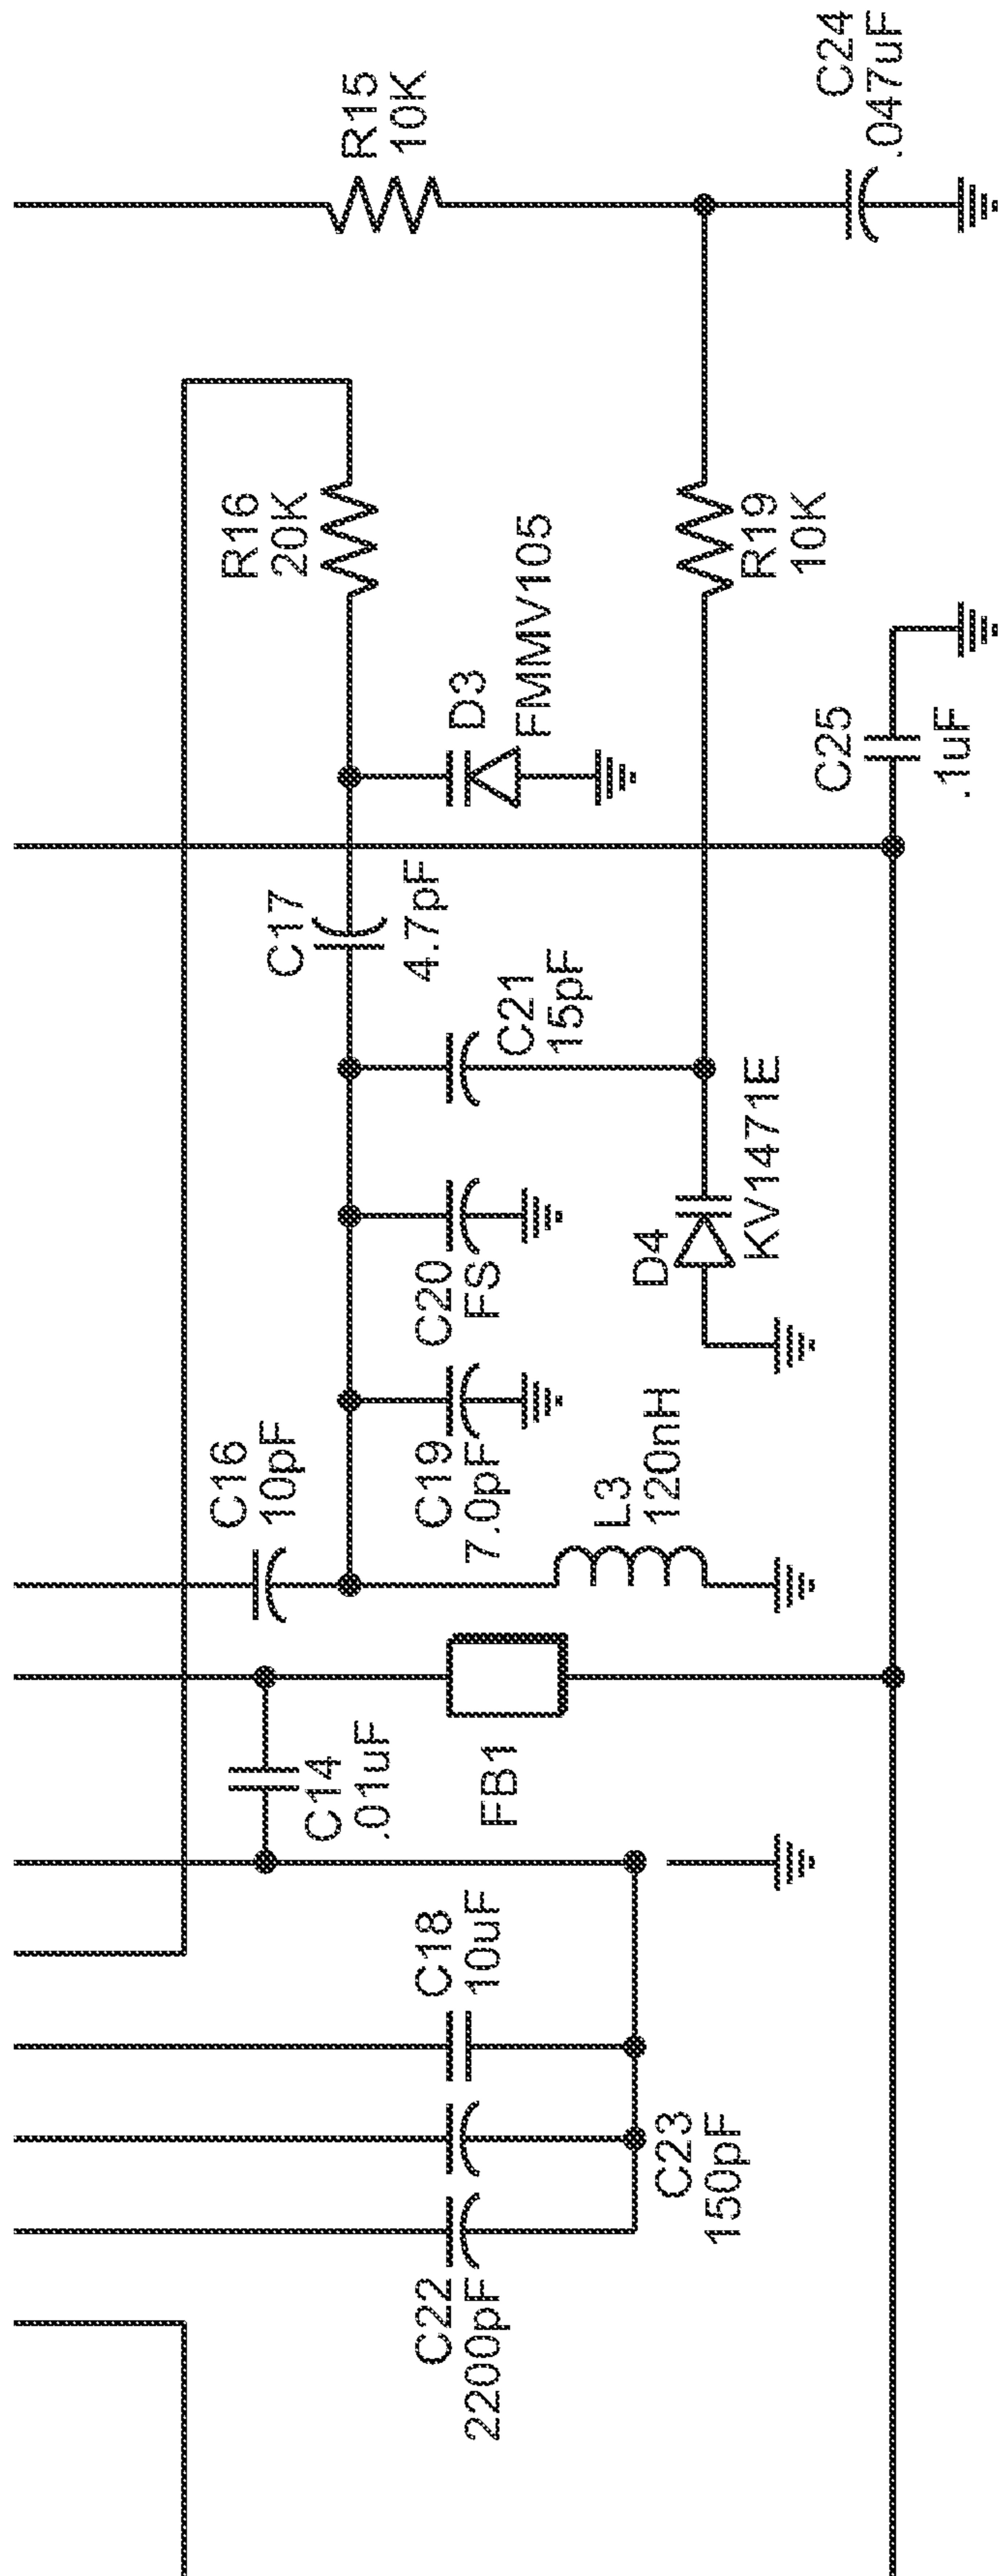 C24
.047uF
R15
10K
R16
20K
R19
10K
D3
FMMV105
C25
.1uF
C17
4.7pF
C21
15pF
C20
FS
D4
KV1471E
C16
10pF
C19
7.0pF
L3
120nH
C14
.01uF
FB1
C18
10uF
C23
150pF
C22
2200pF